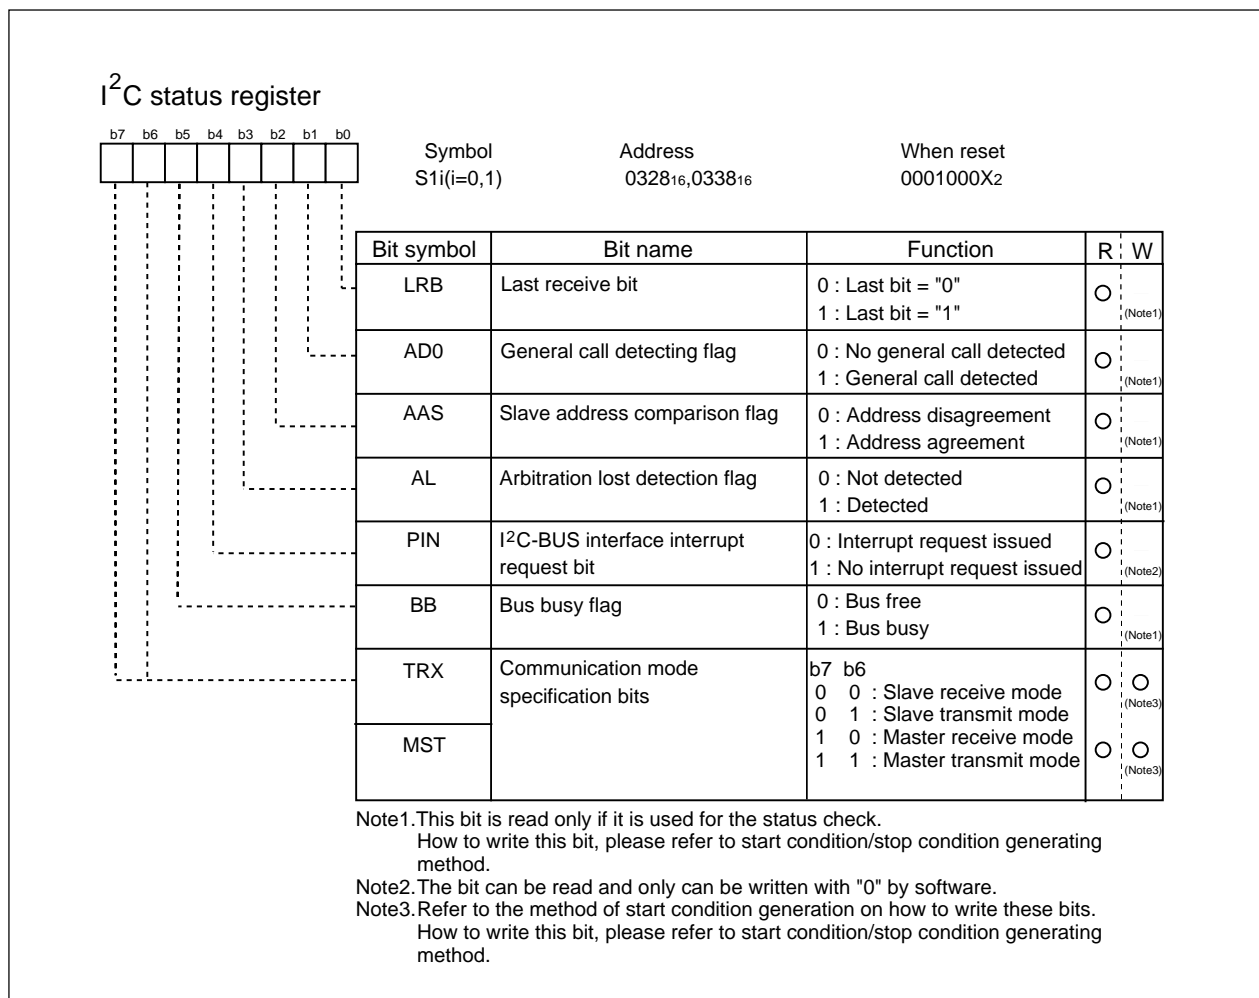 I2C status register
b7 b6 b5 b4 b3 b2 b1 b0
Symbol Address When reset
S1i(i=0,1) 032816,033816 0001000X2
Bit symbol Bit name Function R W
LRB Last receive bit 0 : Last bit = "0"
1 : Last bit = "1"
(Note1)
AD0 General call detecting flag 0 : No general call detected
1 : General call detected
(Note1)
AAS Slave address comparison flag 0 : Address disagreement
1 : Address agreement
(Note1)
AL Arbitration lost detection flag 0 : Not detected
1 : Detected
(Note1)
PIN I2C-BUS interface interrupt 0 : Interrupt request issued
request bit 1 : No interrupt request issued
(Note2)
BB Bus busy flag 0 : Bus free
1 : Bus busy
(Note1)
TRX Communication mode b7 b6
specification bits 0 0 : Slave receive mode
(Note3)
0 1 : Slave transmit mode
MST 1 0 : Master receive mode
1 1 : Master transmit mode
(Note3)
Note1.This bit is read only if it is used for the status check.
How to write this bit, please refer to start condition/stop condition generating
method.
Note2.The bit can be read and only can be written with "0" by software.
Note3.Refer to the method of start condition generation on how to write these bits.
How to write this bit, please refer to start condition/stop condition generating
method.